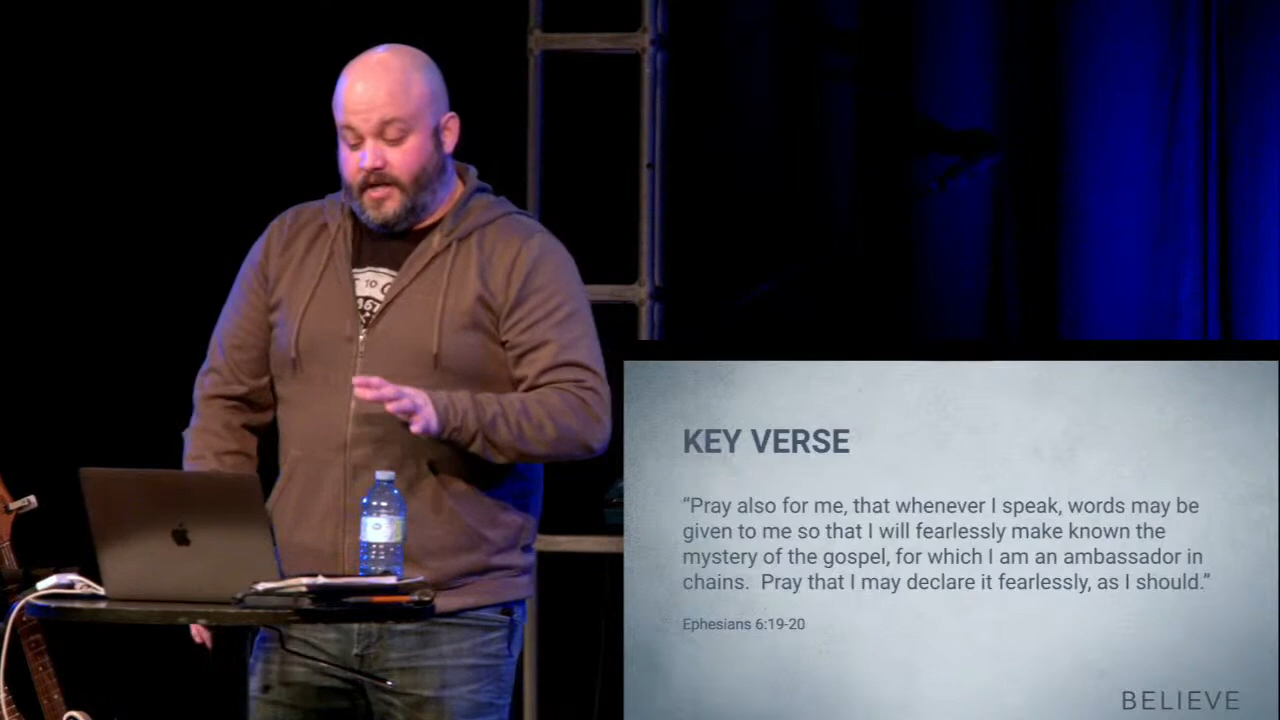 TO
KEY VERSE
“Pray also for me, that whenever I speak, words may be
given to me so that I will fearlessly make known the
mystery of the gospel, for which I am an ambassador in
chains.  Pray that I may declare it fearlessly, as I should.”
Ephesians 6:19-20
BELIEVE